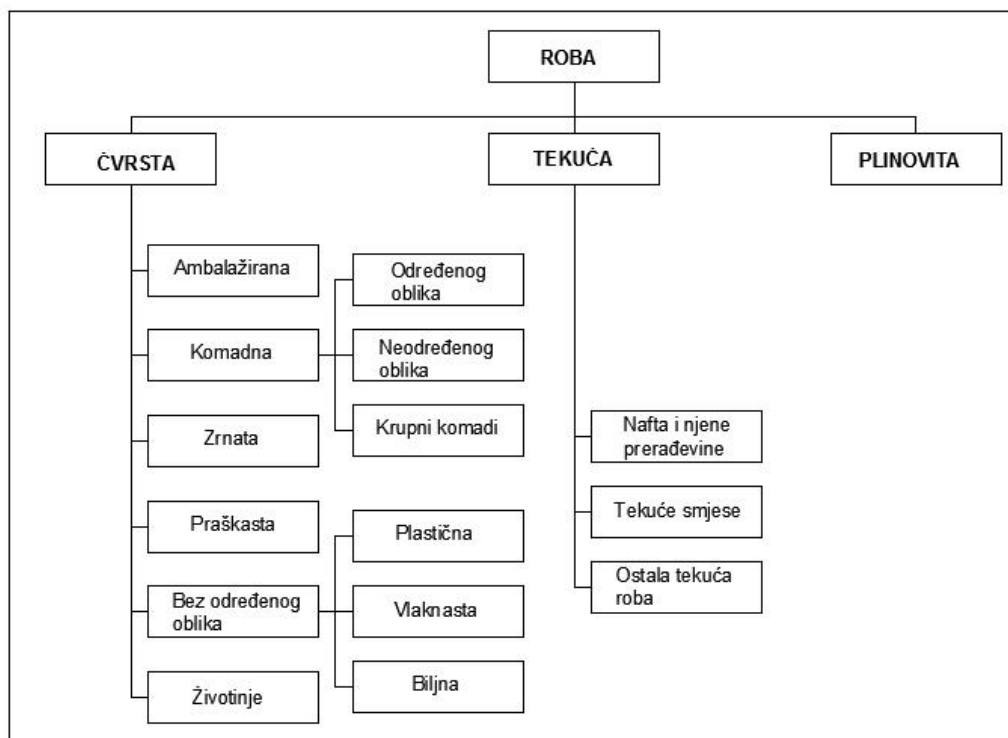 ROBA
ČVRSTA
TEKUĆA
PLINOVITA
Ambalažirana
Komadna
Zrnata
Praškasta
Bez određenog
oblika
Životinje
Određenog
oblika
Neodređenog
oblika
Krupni komadi
Plastična
Vlaknasta
Biljna
Nafta i njene
prerađevine
Tekuće smjese
Ostala tekuća
roba